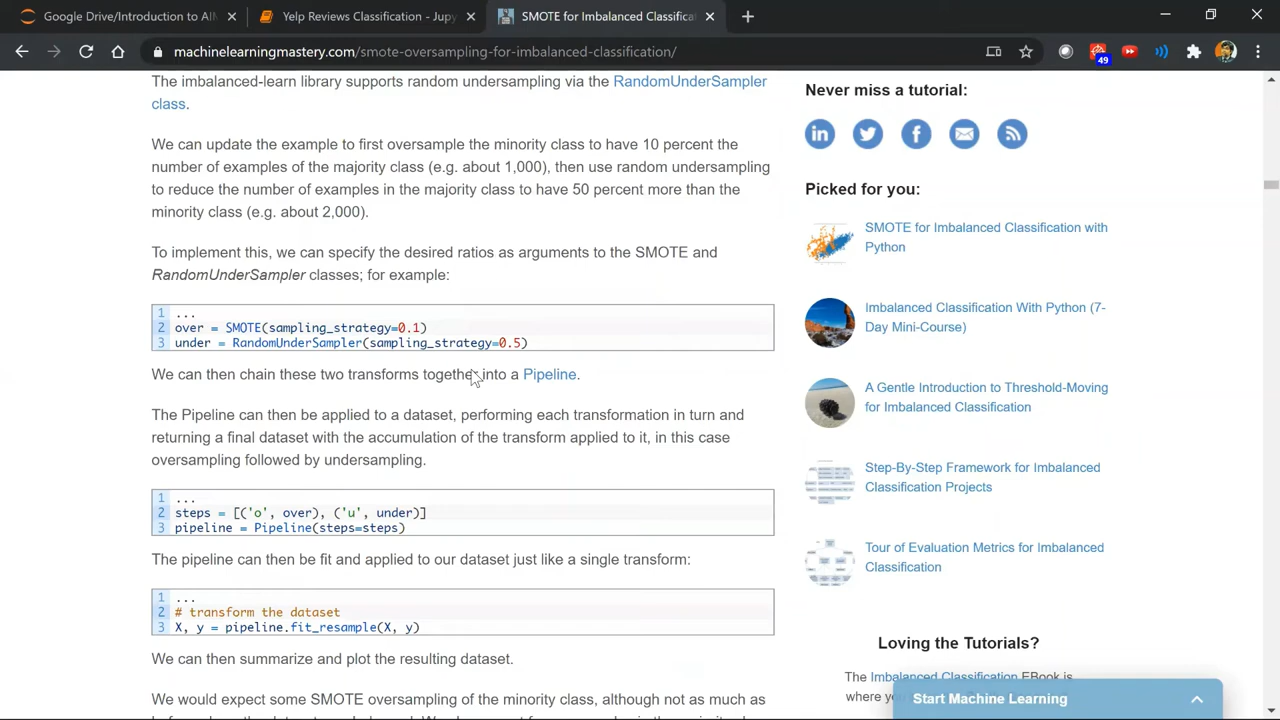 Google Drive/Introduction to AI/
Yelp Reviews Classification - Jup
SMOTE for Imbalanced Classificat
machinelearningmastery.com/smote-oversampling-for-imbalanced-classification/
49
The imbalanced-learn library supports random undersampling via the RandomUnderSampler
class.
We can update the example to first oversample the minority class to have 10 percent the
number of examples of the majority class (e.g. about 1,000), then use random undersampling
to reduce the number of examples in the majority class to have 50 percent more than the
minority class (e.g. about 2,000).
To implement this, we can specify the desired ratios as arguments to the SMOTE and
RandomUnderSampler classes; for example:
1 ...
2 over = SMOTE(sampling_strategy=0.1)
3 under = RandomUnderSampler(sampling_strategy=0.5)
We can then chain these two transforms together into a Pipeline.
The Pipeline can then be applied to a dataset, performing each transformation in turn and
returning a final dataset with the accumulation of the transform applied to it, in this case
oversampling followed by undersampling.
1 ...
2 steps = [('o', over), ('u', under)]
3 pipeline = Pipeline(steps=steps)
The pipeline can then be fit and applied to our dataset just like a single transform:
1 ...
2 # transform the dataset
3 X, y = pipeline.fit_resample(X, y)
We can then summarize and plot the resulting dataset.
We would expect some SMOTE oversampling of the minority class, although not as much as
Never miss a tutorial:
Picked for you:
SMOTE for Imbalanced Classification with
Python
Imbalanced Classification With Python (7-
Day Mini-Course)
A Gentle Introduction to Threshold-Moving
for Imbalanced Classification
Step-By-Step Framework for Imbalanced
Classification Projects
Tour of Evaluation Metrics for Imbalanced
Classification
Loving the Tutorials?
The Imbalanced Classification EBook is
where you
Start Machine Learning